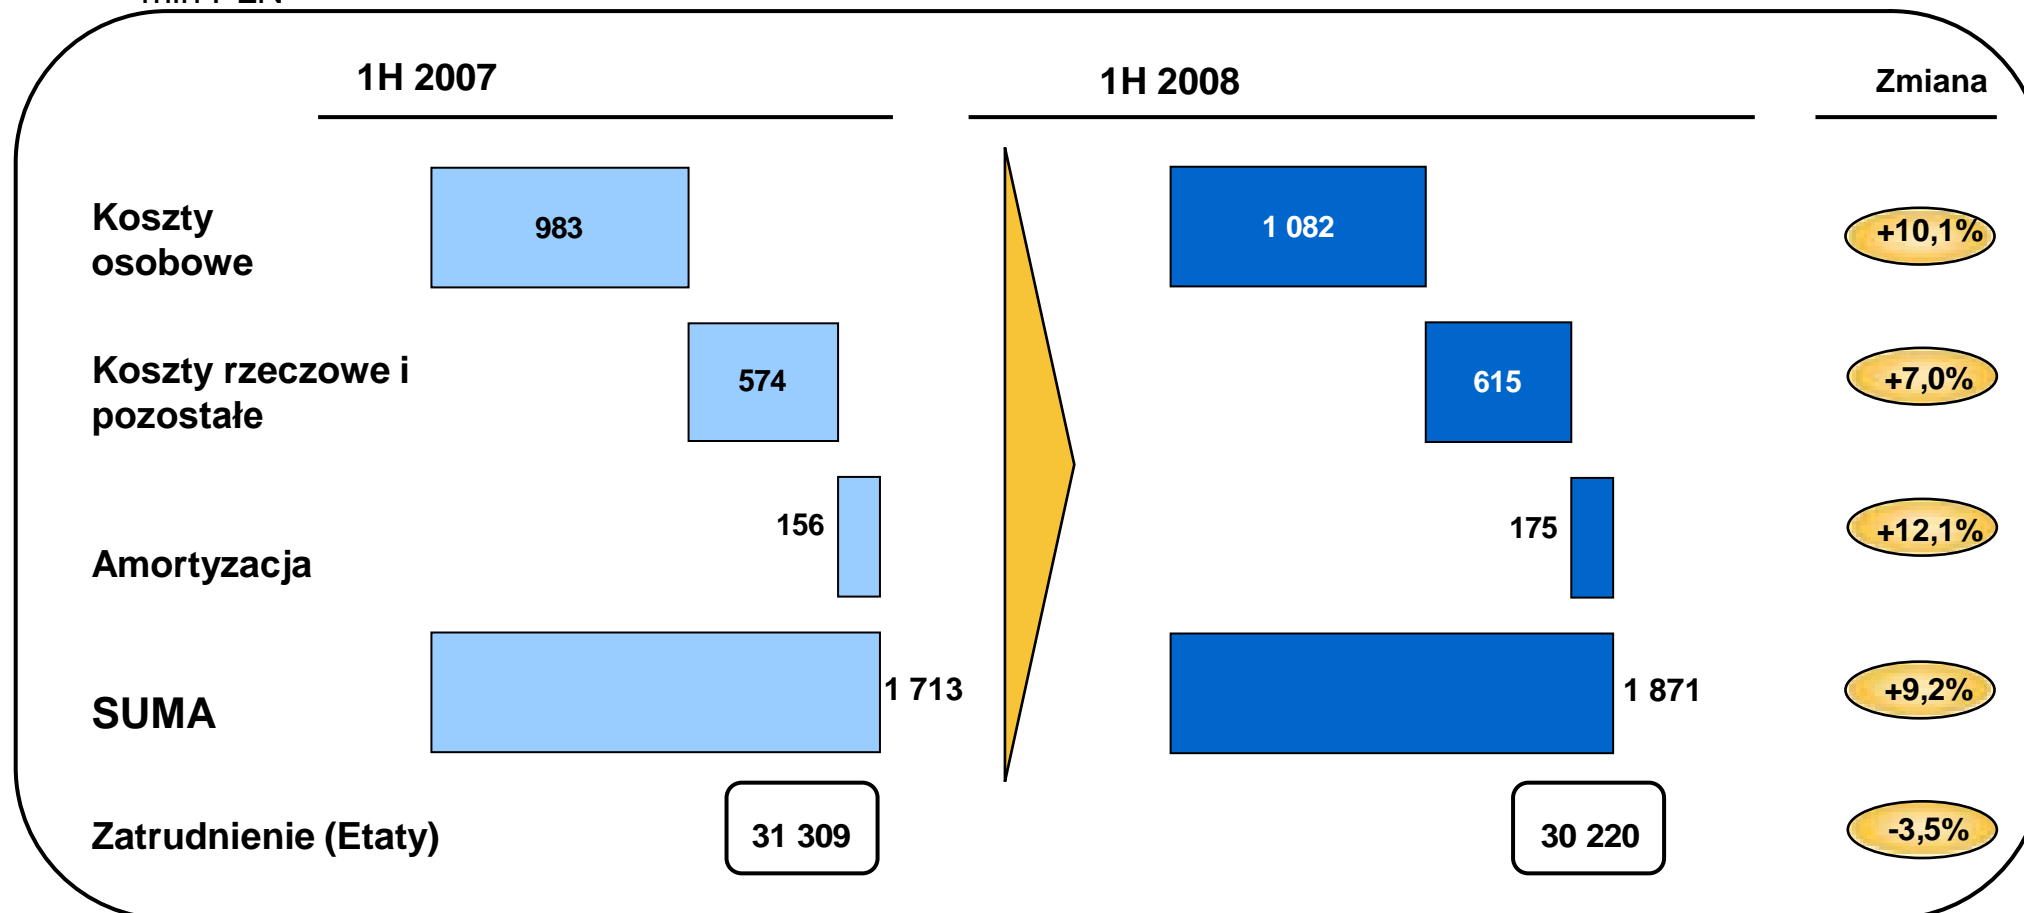 mln PLN
1H 2007
1H 2008
Zmiana
Koszty
osobowe
983
1 082
+10,1%
Koszty rzeczowe i
pozostałe
574
615
+7,0%
Amortyzacja
156
175
+12,1%
SUMA
1 713
1 871
+9,2%
Zatrudnienie (Etaty)
31 309
30 220
-3,5%